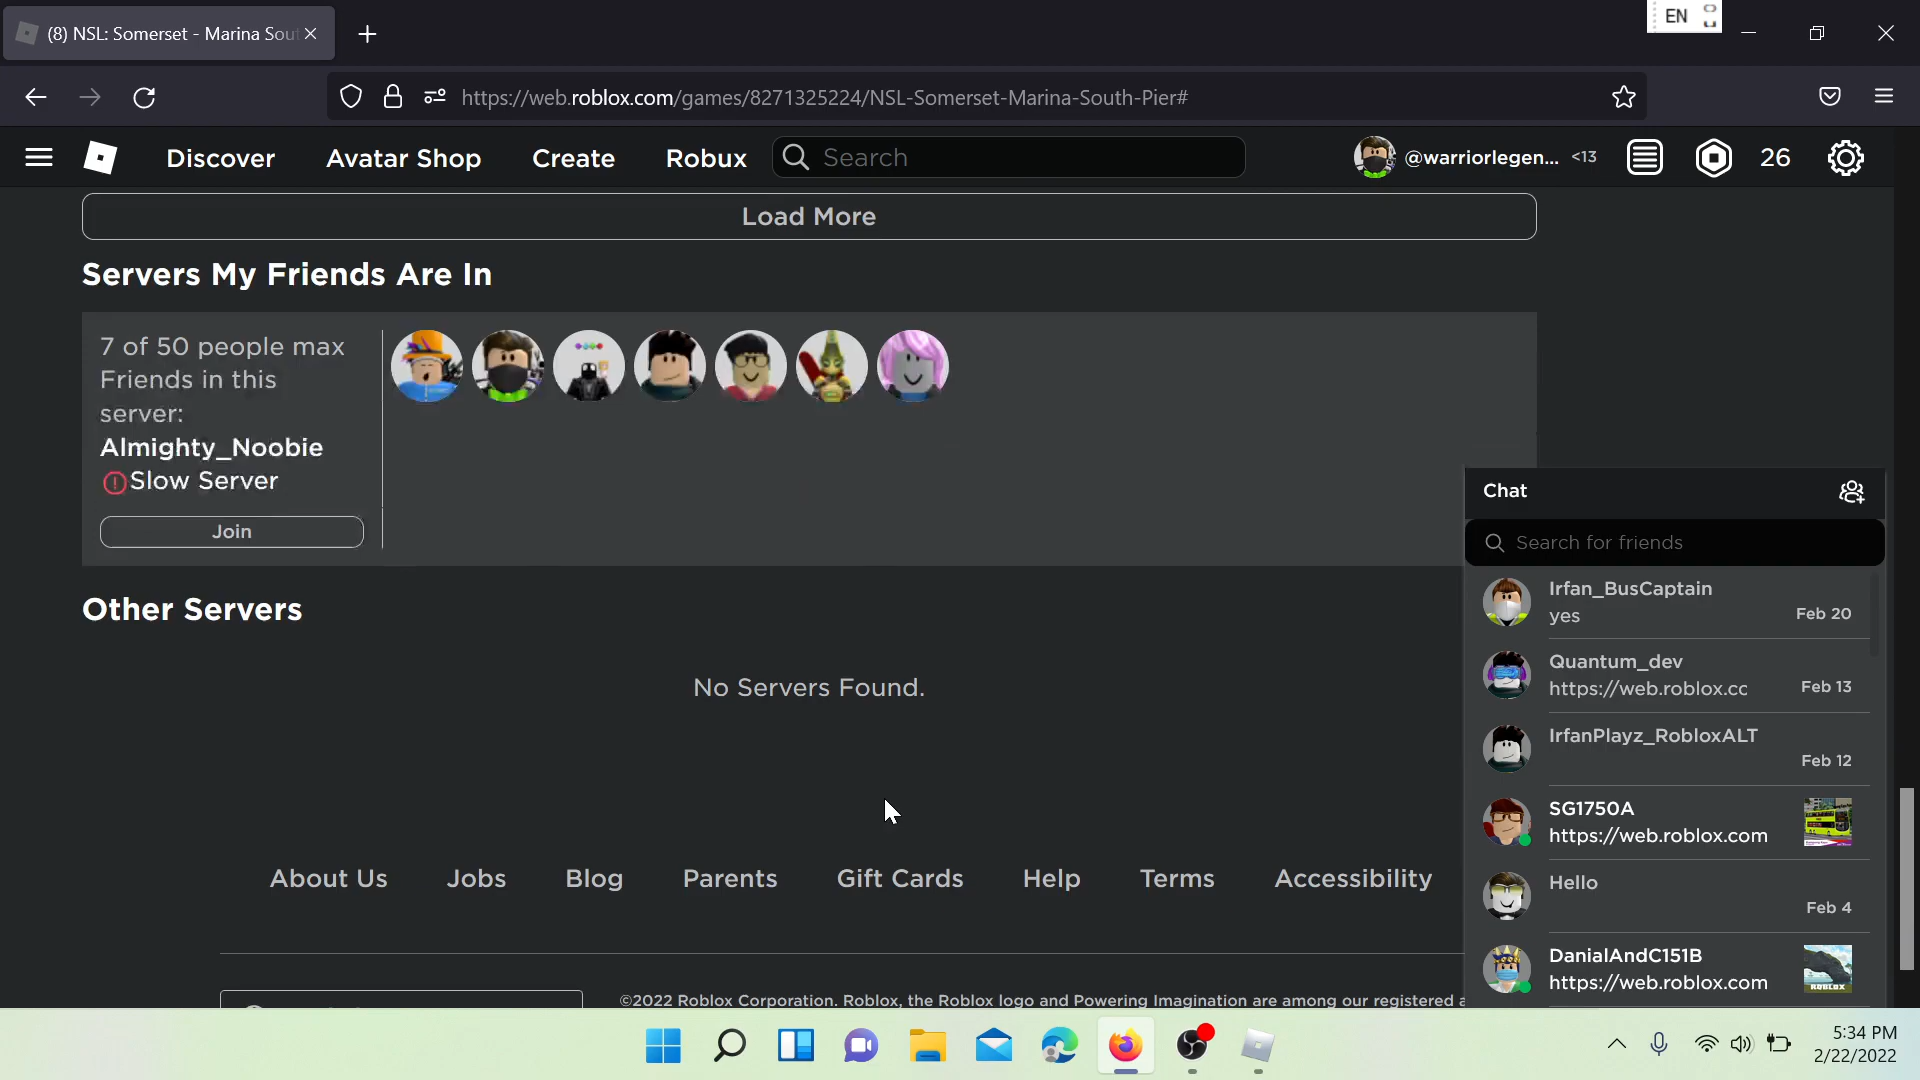 (8) NSL: Somerset - Marina Sou
EN
https://web.roblox.com/games/8271325224/NSL-Somerset-Marina-South-Pier#
Discover
Avatar Shop
Create
Robux
Search
@warriorlegen...
<13
26
Load More
Servers My Friends Are In
7 of 50 people max
Friends in this
server:
Almighty_Noobie
Slow Server
Join
Other Servers
No Servers Found.
About Us
Jobs
Blog
Parents
Gift Cards
Help
Terms
Accessibility
©2022 Roblox Corporation. Roblox, the Roblox logo and Powering Imagination are among our registered
Chat
Search for friends
Irfan_BusCaptain
yes
Feb 20
Quantum_dev
https://web.roblox.cc
Feb 13
IrfanPlayz_RobloxALT
Feb 12
SG1750A
https://web.roblox.com
Hello
Feb 4
DanialAndC151B
https://web.roblox.com
ROBLOX
5:34 PM
2/22/2022